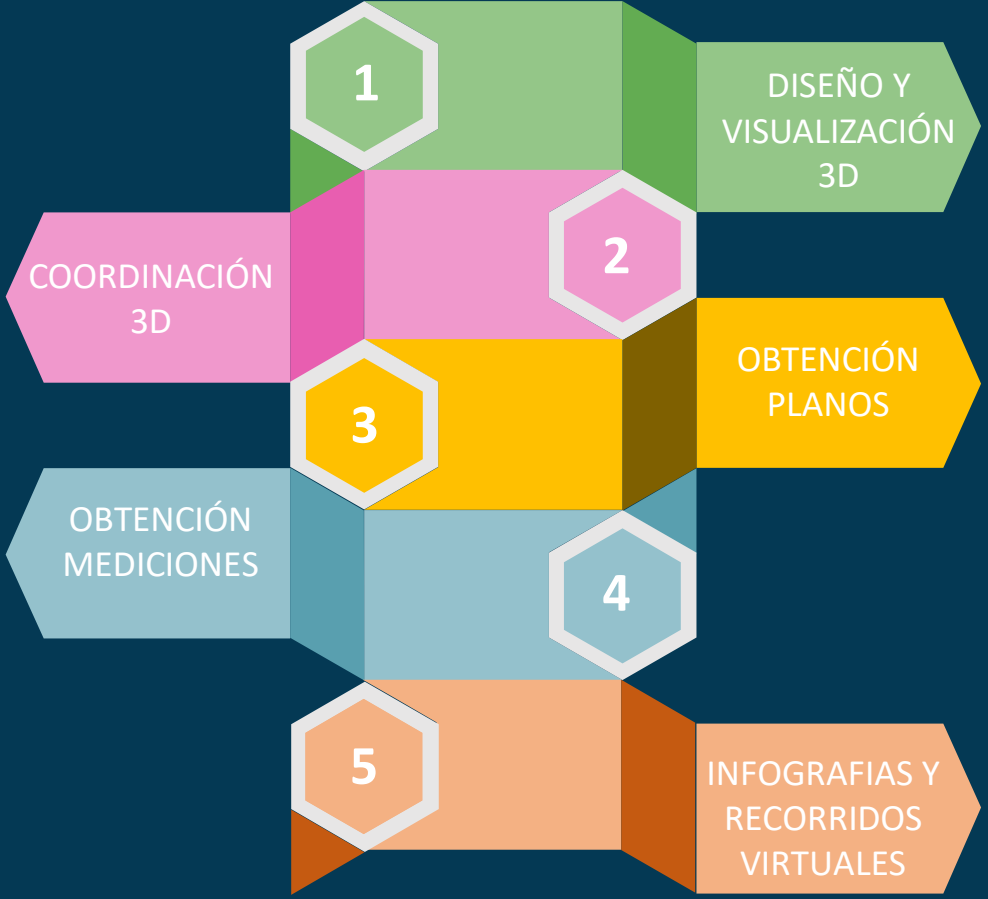 1
DISEÑO Y
VISUALIZACIÓN
3D
2
COORDINACIÓN
3D
3
OBTENCIÓN
PLANOS
4
OBTENCIÓN
MEDICIONES
5
INFOGRAFIAS Y
RECORRIDOS
VIRTUALES